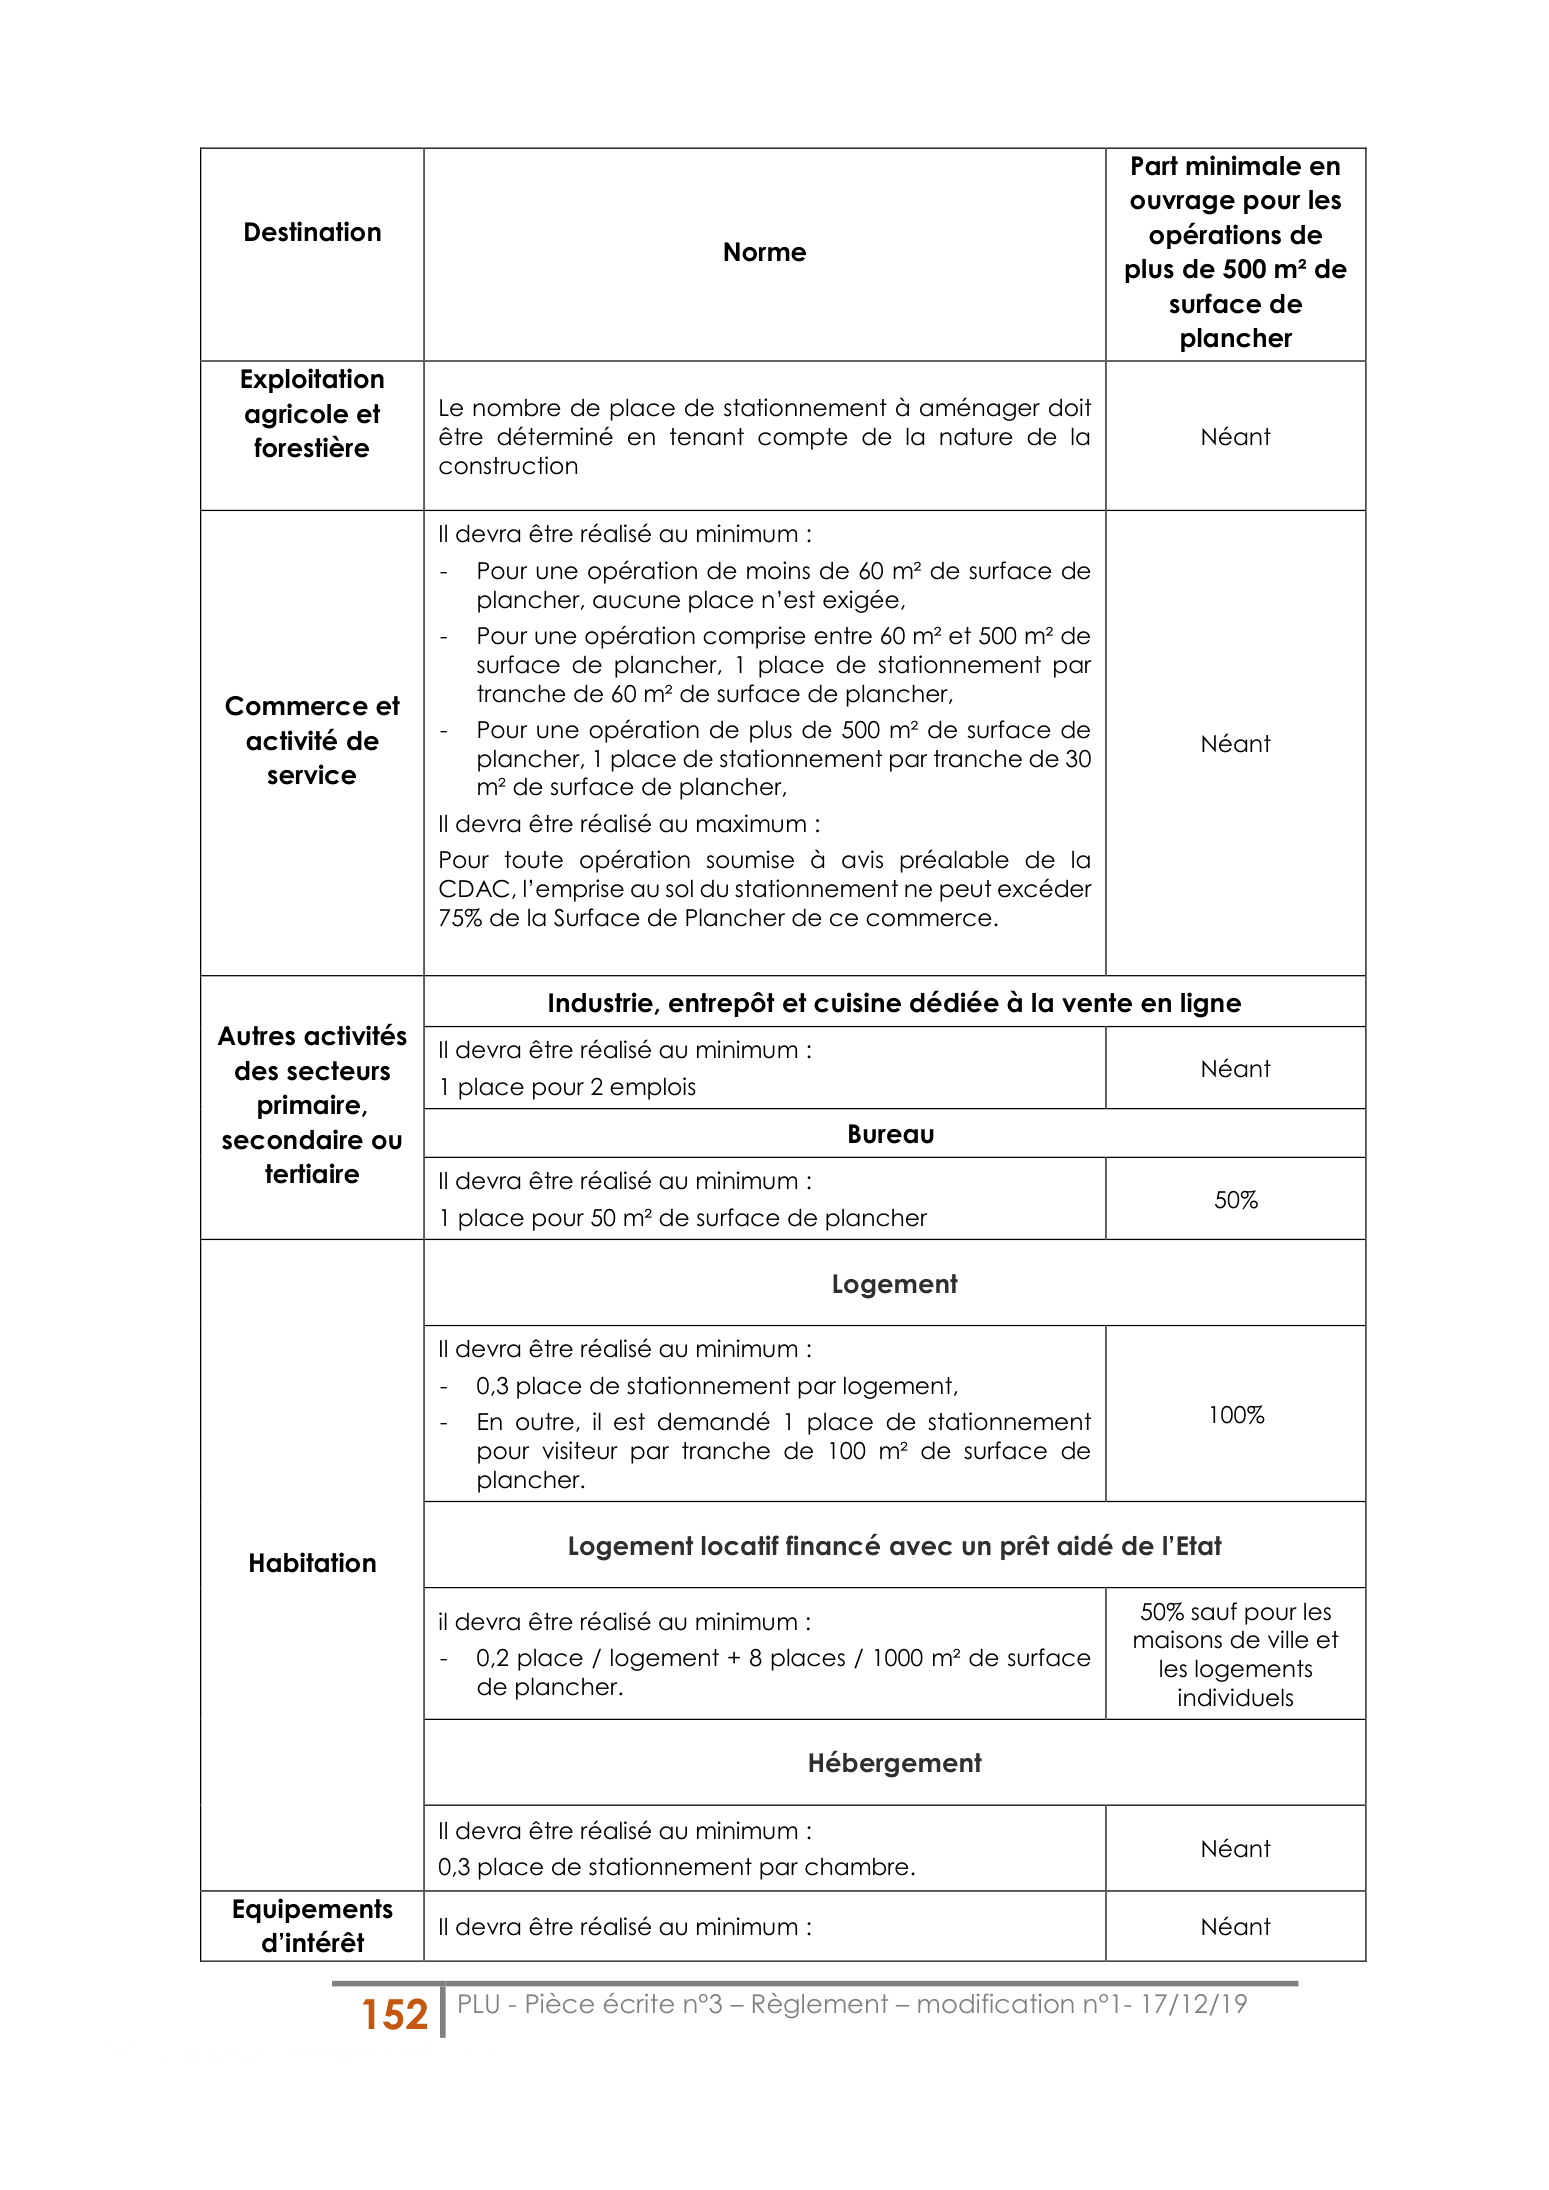 Destination
Norme
Part minimale en
ouvrage pour les
opérations de
plus de 500 m² de
surface de
plancher
Exploitation
agricole et
forestière
Le nombre de place de stationnement à aménager doit
être déterminé en tenant compte de la nature de la
construction
Néant
Commerce et
activité de
service
Il devra être réalisé au minimum :
- Pour une opération de moins de 60 m² de surface de
plancher, aucune place n’est exigée,
- Pour une opération comprise entre 60 m² et 500 m² de
surface de plancher, 1 place de stationnement par
tranche de 60 m² de surface de plancher,
- Pour une opération de plus de 500 m² de surface de
plancher, 1 place de stationnement par tranche de 30
m² de surface de plancher,
Il devra être réalisé au maximum :
Pour toute opération soumise à avis préalable de la
CDAC, l’emprise au sol du stationnement ne peut excéder
75% de la Surface de Plancher de ce commerce.
Néant
Autres activités
des secteurs
primaire,
secondaire ou
tertiaire
Industrie, entrepôt et cuisine dédiée à la vente en ligne
Il devra être réalisé au minimum :
1 place pour 2 emplois
Néant
Bureau
Il devra être réalisé au minimum :
1 place pour 50 m² de surface de plancher
50%
Habitation
Logement
Il devra être réalisé au minimum :
- 0,3 place de stationnement par logement,
- En outre, il est demandé 1 place de stationnement
pour visiteur par tranche de 100 m² de surface de
plancher.
100%
Logement locatif financé avec un prêt aidé de l’Etat
il devra être réalisé au minimum :
- 0,2 place / logement + 8 places / 1000 m² de surface
de plancher.
50% sauf pour les
maisons de ville et
les logements
individuels
Hébergement
Il devra être réalisé au minimum :
0,3 place de stationnement par chambre.
Néant
Equipements
d’intérêt
Il devra être réalisé au minimum :
Néant
152
PLU - Pièce écrite n°3 – Règlement – modification n°1- 17/12/19